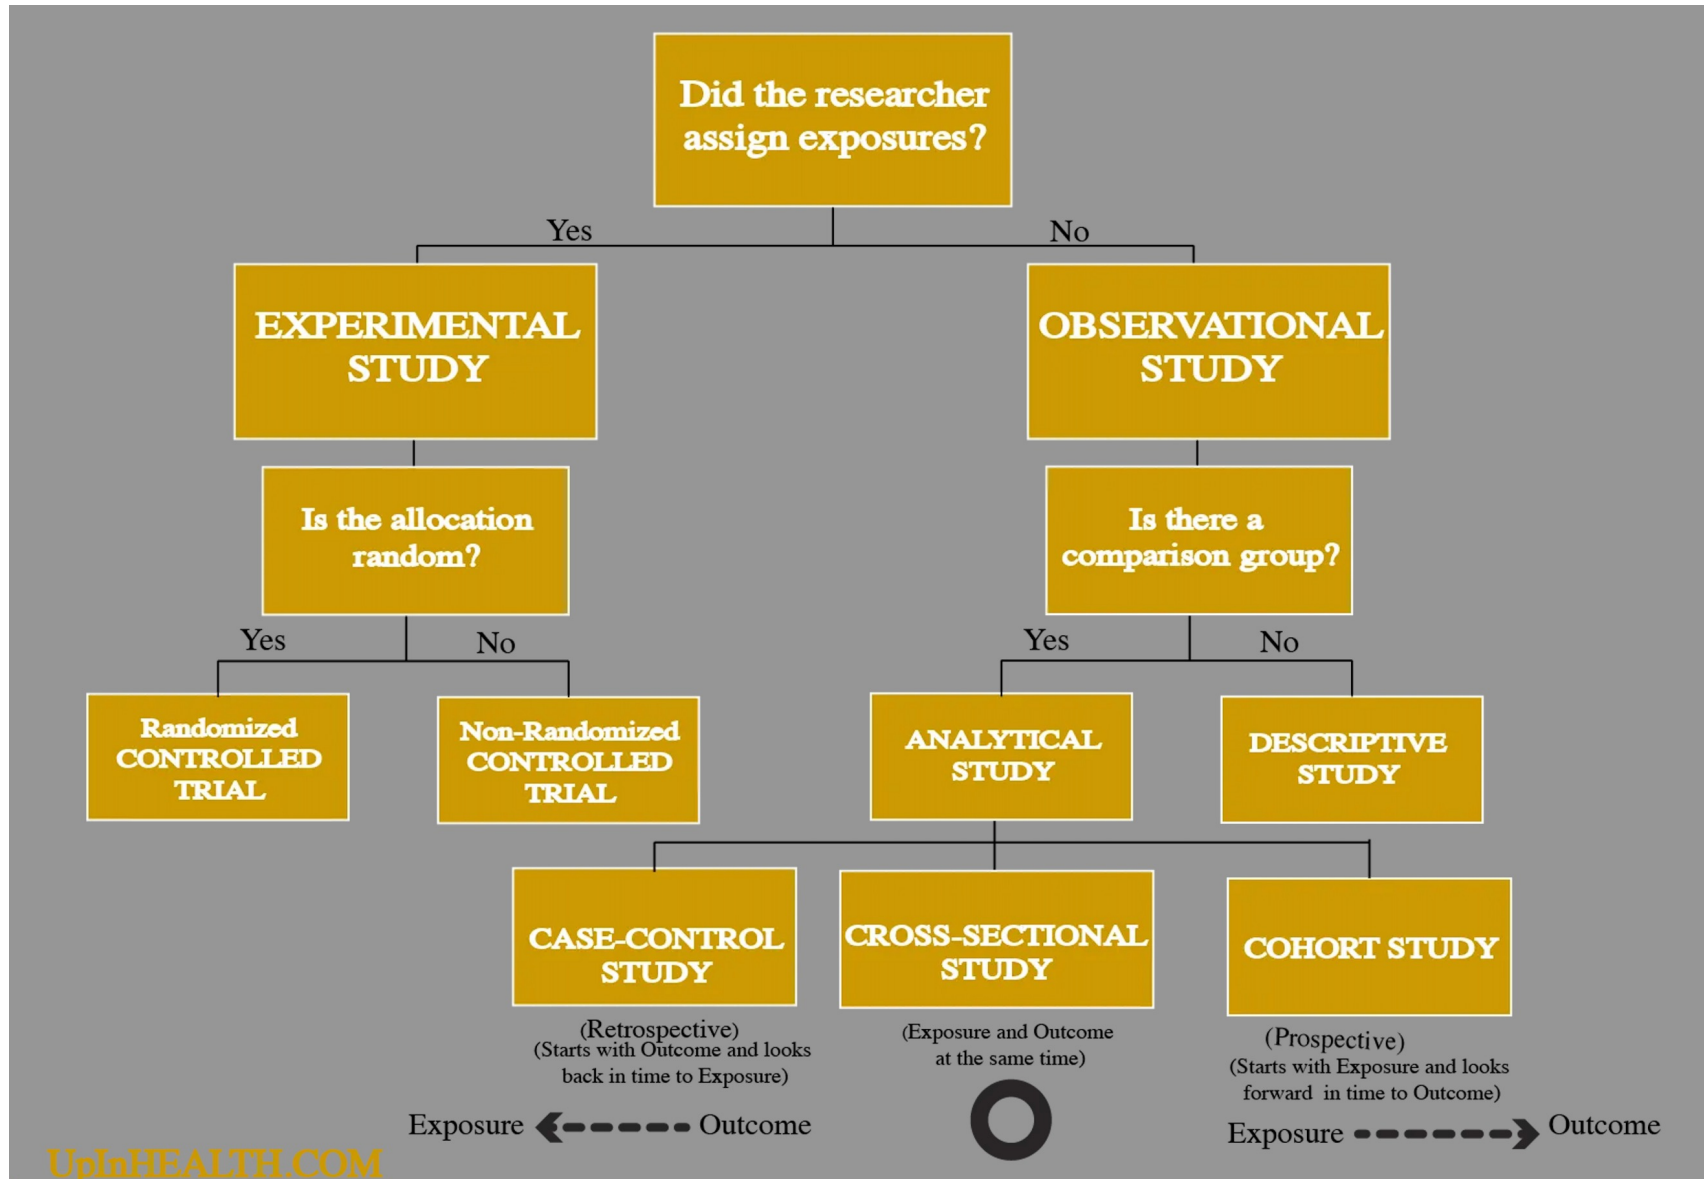 Did the researcher
assign exposures?
Yes
No
EXPERIMENTAL
STUDY
OBSERVATIONAL
STUDY
Is the allocation
random?
Is there a
comparison group?
Yes
No
Yes
No
Randomized
CONTROLLED
TRIAL
Non-Randomized
CONTROLLED
TRIAL
ANALYTICAL
STUDY
DESCRIPTIVE
STUDY
CASE-CONTROL
STUDY
CROSS-SECTIONAL
STUDY
COHORT STUDY
(Retrospective)
(Starts with Outcome and looks
back in time to Exposure)
(Exposure and Outcome
at the same time)
(Prospective)
(Starts with Exposure and looks
forward in time to Outcome)
Exposure
Outcome
Exposure
Outcome
UpInHEALTH.COM